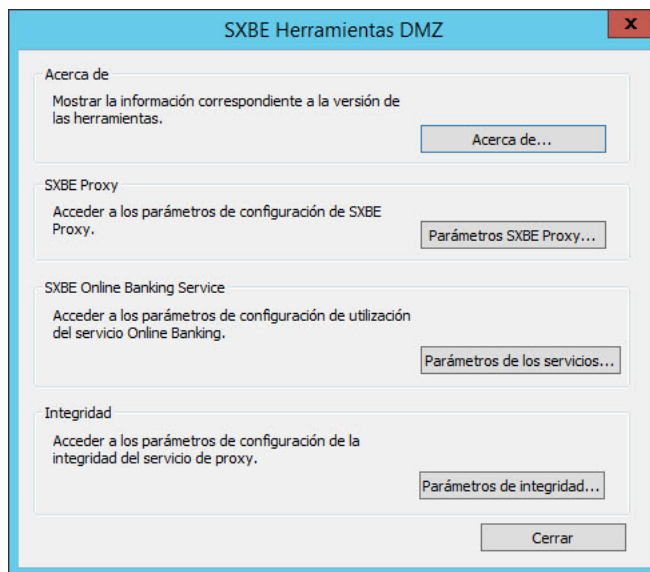 SXBE Herramientas DMZ
x
Acerca de
Mostrar la información correspondiente a la versión de
las herramientas.
Acerca de...
SXBE Proxy
Acceder a los parámetros de configuración de SXBE
Proxy.
Parámetros SXBE Proxy...
SXBE Online Banking Service
Acceder a los parámetros de configuración de utilización
del servicio Online Banking.
Parámetros de los servicios...
Integridad
Acceder a los parámetros de configuración de la
integridad del servicio de proxy.
Parámetros de integridad...
Cerrar